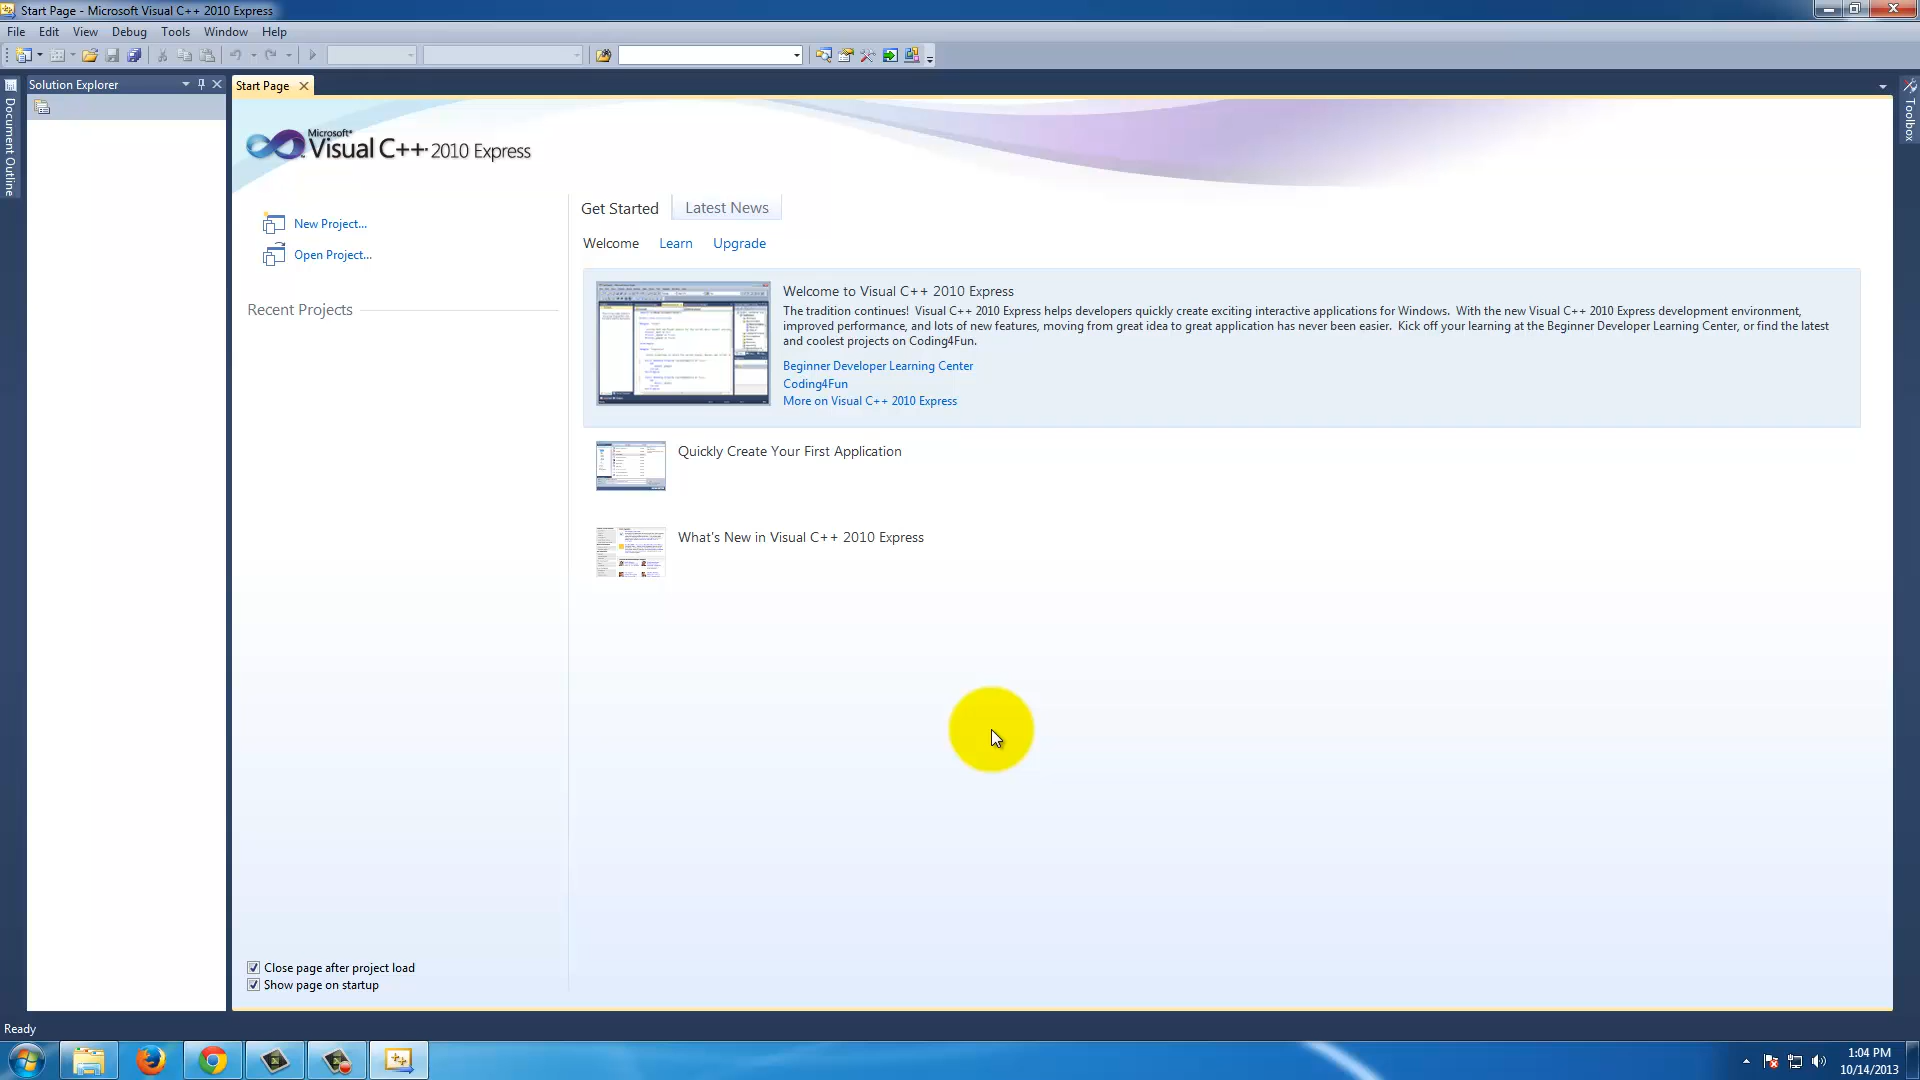 Start Page - Microsoft Visual C++ 2010 Express
File Edit View Debug Tools Window Help
Document Outline
Solution Explorer
Start Page
Toolbox
Microsoft®
Visual C++ 2010 Express
New Project...
Open Project...
Recent Projects
Get Started Latest News
Welcome Learn Upgrade
Welcome to Visual C++ 2010 Express
The tradition continues! Visual C++ 2010 Express helps developers quickly create exciting interactive applications for Windows. With the new Visual C++ 2010 Express development environment,
improved performance, and lots of new features, moving from great idea to great application has never been easier. Kick off your learning at the Beginner Developer Learning Center, or find the latest
and coolest projects on Coding4Fun.
Beginner Developer Learning Center
Coding4Fun
More on Visual C++ 2010 Express
Quickly Create Your First Application
What's New in Visual C++ 2010 Express
Close page after project load
Show page on startup
Ready
1:04 PM
10/14/2013